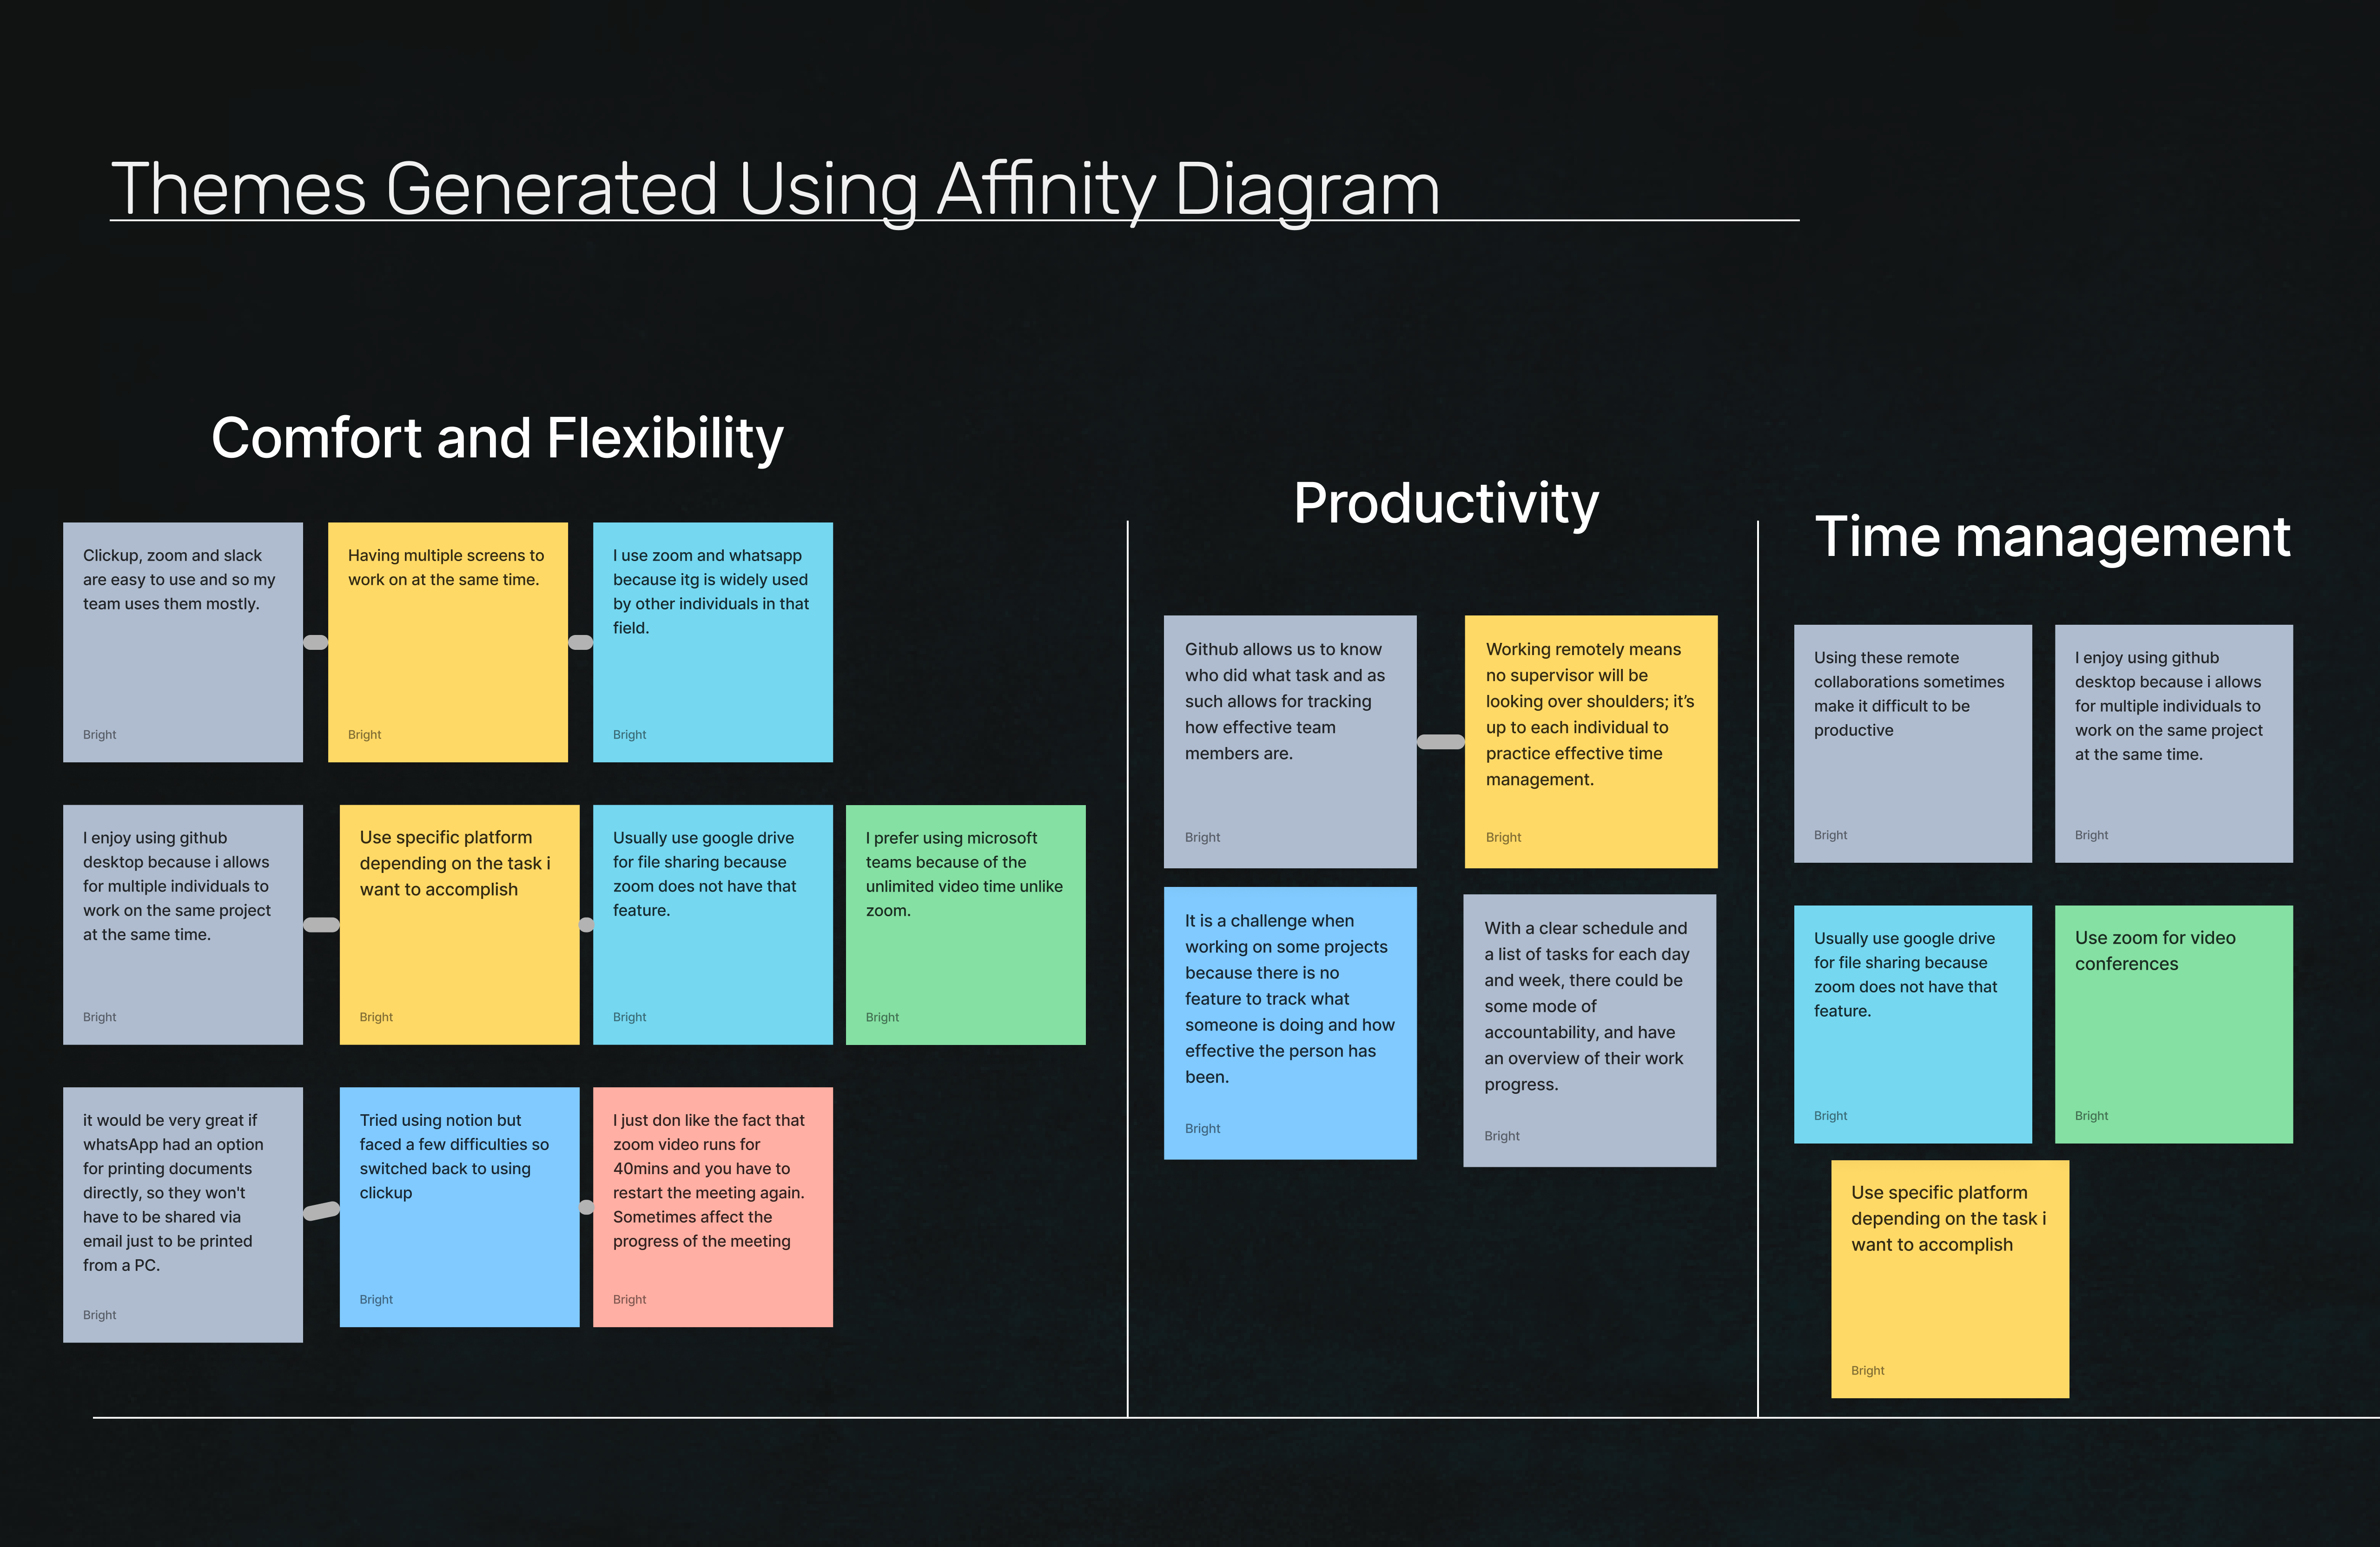 Themes Generated Using Affinity Diagram
Comfort and Flexibility
Clickup, zoom and slack
are easy to use and so my
team uses them mostly.
Bright
Having multiple screens to
work on at the same time.
Bright
I use zoom and whatsapp
because itg is widely used
by other individuals in that
field.
Bright
I enjoy using github
desktop because i allows
for multiple individuals to
work on the same project
at the same time.
Bright
Use specific platform
depending on the task i
want to accomplish
Bright
Usually use google drive
for file sharing because
zoom does not have that
feature.
Bright
I prefer using microsoft
teams because of the
unlimited video time unlike
zoom.
Bright
it would be very great if
whatsApp had an option
for printing documents
directly, so they won't
have to be shared via
email just to be printed
from a PC.
Bright
Tried using notion but
faced a few difficulties so
switched back to using
clickup
Bright
I just don like the fact that
zoom video runs for
40mins and you have to
restart the meeting again.
Sometimes affect the
progress of the meeting
Bright
Productivity
Github allows us to know
who did what task and as
such allows for tracking
how effective team
members are.
Bright
Working remotely means
no supervisor will be
looking over shoulders; it’s
up to each individual to
practice effective time
management.
Bright
It is a challenge when
working on some projects
because there is no
feature to track what
someone is doing and how
effective the person has
been.
Bright
With a clear schedule and
a list of tasks for each day
and week, there could be
some mode of
accountability, and have
an overview of their work
progress.
Bright
Time management
Using these remote
collaborations sometimes
make it difficult to be
productive
Bright
I enjoy using github
desktop because i allows
for multiple individuals to
work on the same project
at the same time.
Bright
Usually use google drive
for file sharing because
zoom does not have that
feature.
Bright
Use zoom for video
conferences
Bright
Use specific platform
depending on the task i
want to accomplish
Bright